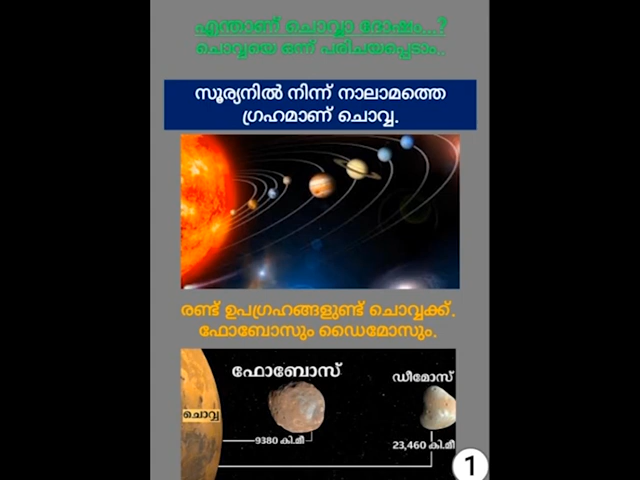 എന്താണ് ചൊവ്വാ ദോഷം...?
ചൊവ്വയെ ഒന്ന് പരിചയപ്പെടാം..
സൂര്യനിൽ നിന്ന് നാലാമത്തെ
ഗ്രഹമാണ് ചൊവ്വ.
രണ്ട് ഉപഗ്രഹങ്ങളുണ്ട് ചൊവ്വക്ക്.
ഫോബോസും ഡൈമോസും.
ഫോബോസ്
ഡീമോസ്
ചൊവ്വ
9380 കി.മീ
23,460 കി.മീ
1